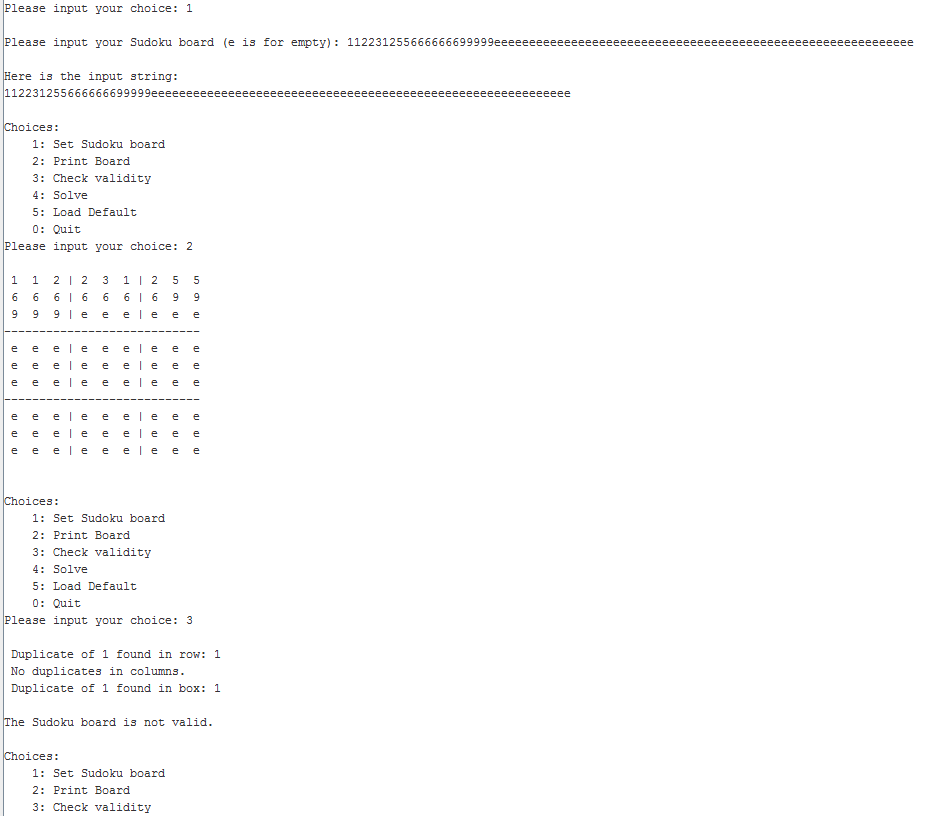 Please input your choice: 1
Please input your Sudoku board (e is for empty): 112231255666666699999eeeeeeeeeeeeeeeeeeeeeeeeeeeeeeeeeeeeeeeeeeeeeeeeeeeeeeeeeeee
Here is the input string:
112231255666666699999eeeeeeeeeeeeeeeeeeeeeeeeeeeeeeeeeeeeeeeeeeeeeeeeeeeeeeeeeeee
Choices:
1: Set Sudoku board
2: Print Board
3: Check validity
4: Solve
5: Load Default
0: Quit
Please input your choice: 2
1 1 2 | 2 3 1 | 2 5 5
6 6 6 | 6 6 6 | 6 9 9
9 9 9 | e e e | e e e
----------------------------
e e e | e e e | e e e
e e e | e e e | e e e
e e e | e e e | e e e
----------------------------
e e e | e e e | e e e
e e e | e e e | e e e
e e e | e e e | e e e
Choices:
1: Set Sudoku board
2: Print Board
3: Check validity
4: Solve
5: Load Default
0: Quit
Please input your choice: 3
Duplicate of 1 found in row: 1
No duplicates in columns.
Duplicate of 1 found in box: 1
The Sudoku board is not valid.
Choices:
1: Set Sudoku board
2: Print Board
3: Check validity